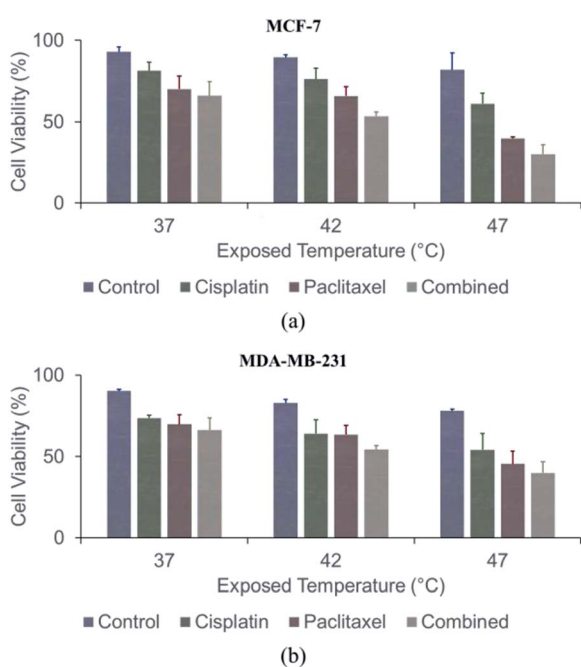 MCF-7
100
50
0
Cell Viability (%)
37 42 47
Exposed Temperature (°C)
Control Cisplatin Paclitaxel Combined
(a)
MDA-MB-231
100
50
0
Cell Viability (%)
37 42 47
Exposed Temperature (°C)
Control Cisplatin Paclitaxel Combined
(b)